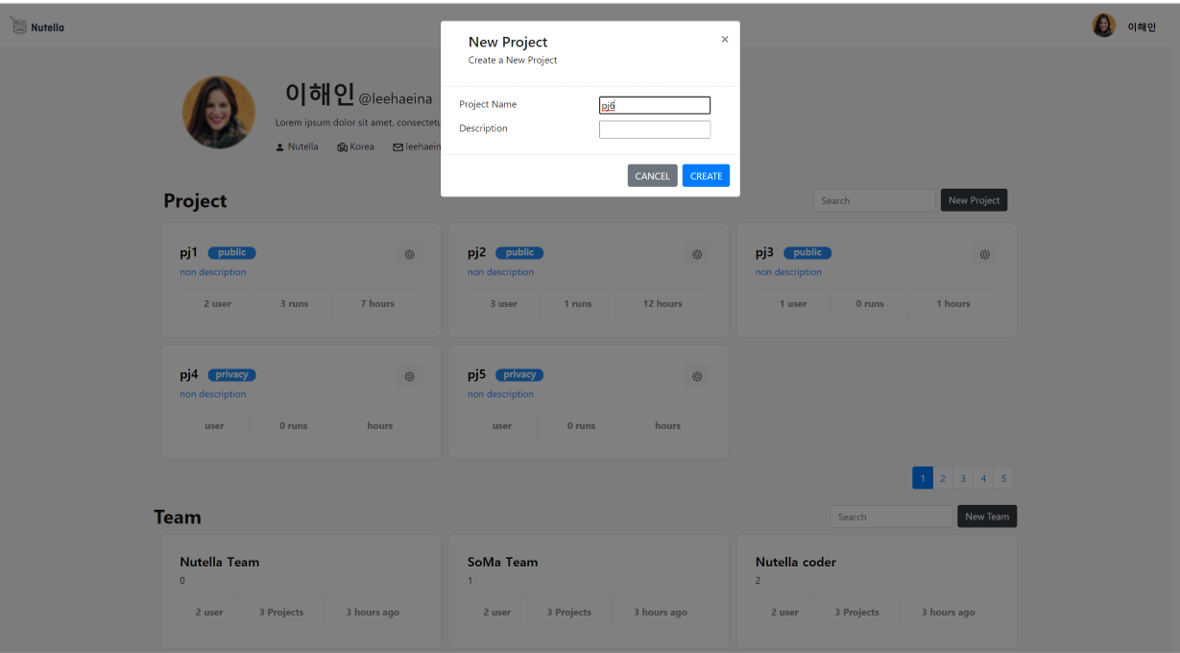 Nutella
이해인
New Project
×
Create a New Project
Project Name
pj6
Description
CANCEL
CREATE
이해인 @leehaeina
Lorem ipsum dolor sit amet, consectetu
Nutella
Korea
leehaein
Project
Search
New Project
pj1 public
non description
2 user
3 runs
7 hours
pj2 public
non description
3 user
1 runs
12 hours
pj3 public
non description
1 user
0 runs
1 hours
pj4 privacy
non description
user
0 runs
hours
pj5 privacy
non description
user
0 runs
hours
1 2 3 4 5
Team
Search
New Team
Nutella Team
0
2 user
3 Projects
3 hours ago
SoMa Team
1
2 user
3 Projects
3 hours ago
Nutella coder
2
2 user
3 Projects
3 hours ago